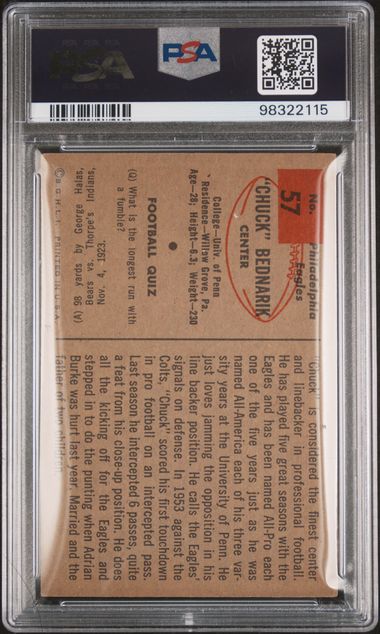 PSA
PSA
98322115
No.
57
Philadelphia
Eagles
"CHUCK" BEDNARIK
CENTER
College—Univ. of Penn
Residence—Willow Grove, Pa.
Age—28; Height—6.3; Weight—230
FOOTBALL QUIZ
(Q) What is the longest run with
a fumble?
(A) 98 yards by George Halas
Bears vs. Thorpe's Indians,
Nov. 4, 1923.
© B.G.H.L.I. PRINTED IN U.S.A.
"Chuck" is considered the finest center
and linebacker in professional football.
He has played five great seasons with the
Eagles and has been named All-Pro each
one of the five years just as he was
named All-America each of his three var-
sity years at the University of Penn. He
just loves jamming the opposition in his
line backer position. He calls the Eagles'
signals on defense. In 1953 against the
Colts, "Chuck" scored his first touchdown
in pro football on an intercepted pass.
Last season he intercepted 6 passes, quite
a feat from his close-up position. He does
all the kicking off for the Eagles and
stepped in to do the punting when Adrian
Burke was hurt last year. Married and the
father of two children.